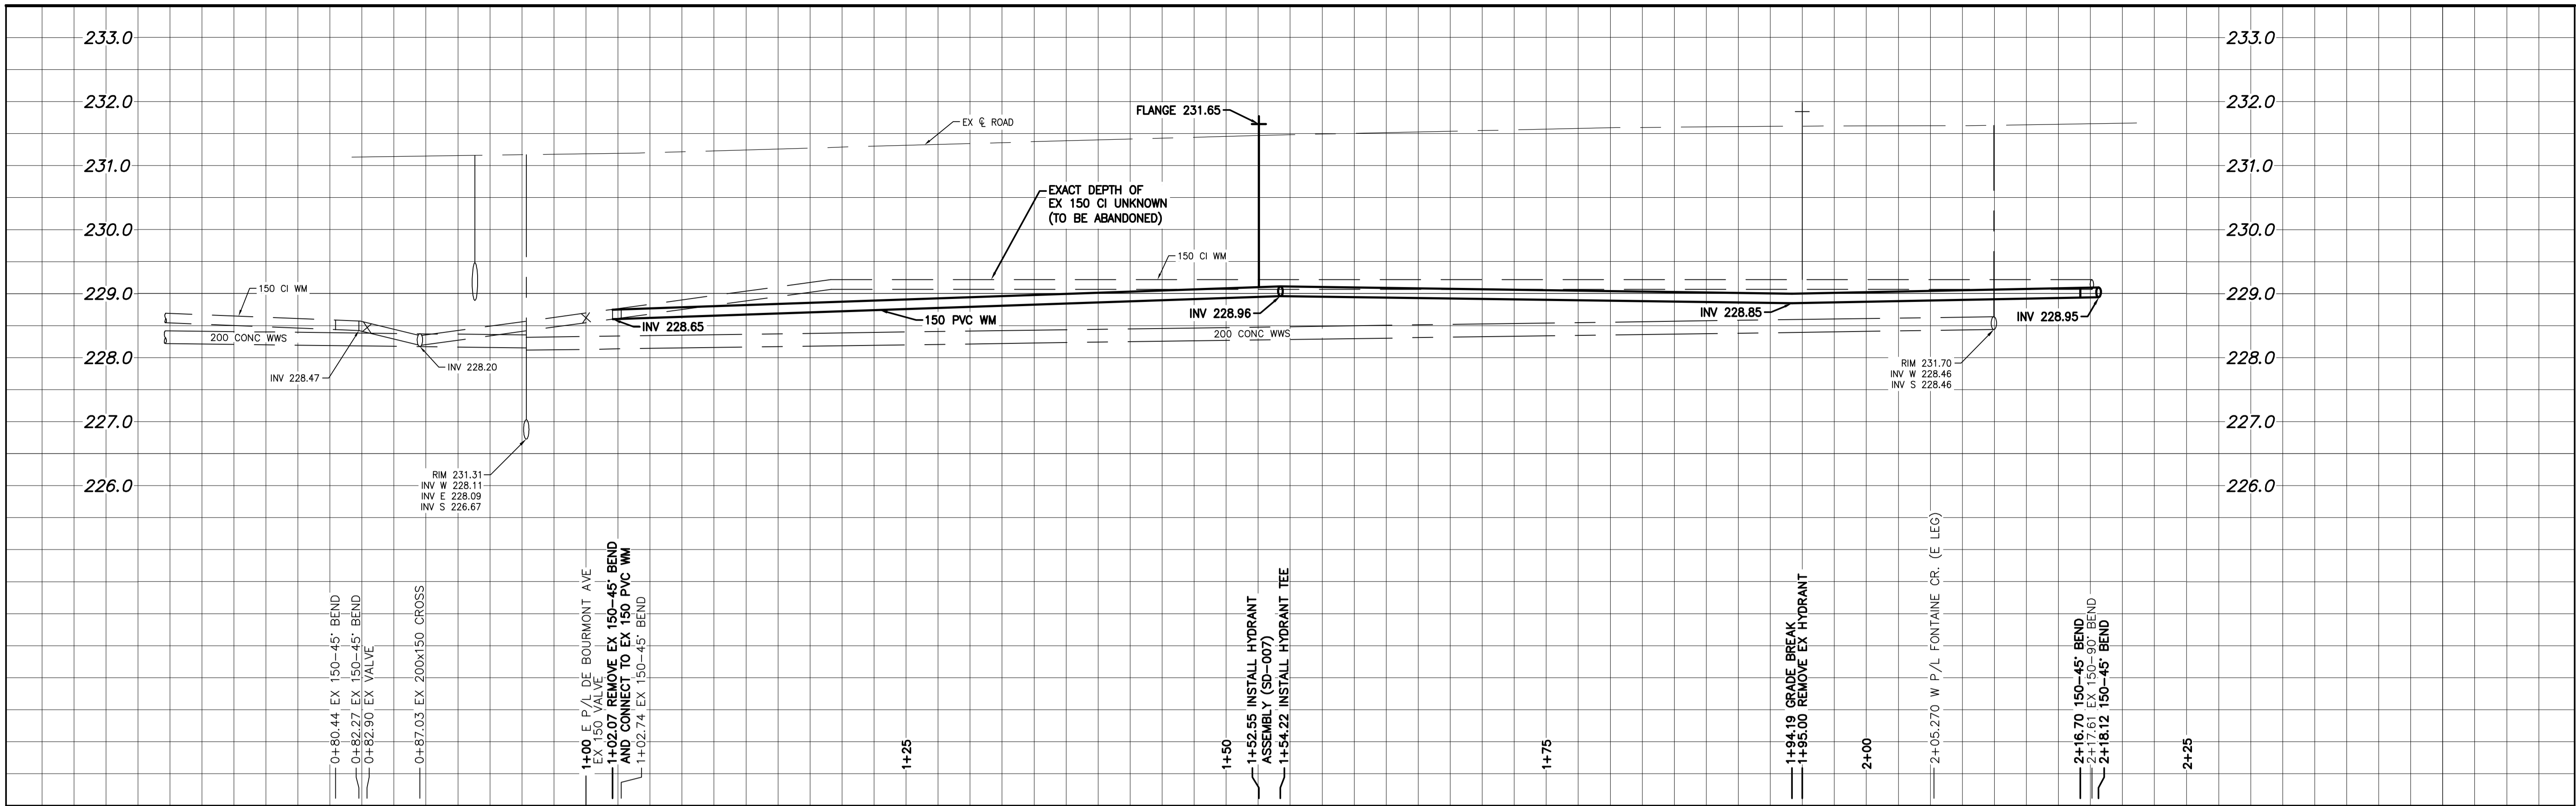 233.0
233.0
232.0
232.0
FLANGE 231.65
EX ℄ ROAD
231.0
231.0
EXACT DEPTH OF
EX 150 CI UNKNOWN
(TO BE ABANDONED)
230.0
230.0
150 CI WM
150 CI WM
229.0
229.0
INV 228.65
150 PVC WM
INV 228.96
INV 228.85
INV 228.95
200 CONC WWS
200 CONC WWS
228.0
228.0
INV 228.47
INV 228.20
RIM 231.70
INV W 228.46
INV S 228.46
227.0
227.0
RIM 231.31
INV W 228.11
INV E 228.09
INV S 226.67
226.0
226.0
0+80.44 EX 150-45° BEND
0+82.27 EX 150-45° BEND
0+82.90 EX VALVE
0+87.03 EX 200x150 CROSS
1+00 E P/L DE BOURMONT AVE
EX 150 VALVE
1+02.07 REMOVE EX 150-45° BEND
AND CONNECT TO EX 150 PVC WM
1+02.74 EX 150-45° BEND
1+25
1+50
1+52.55 INSTALL HYDRANT
ASSEMBLY (SD-007)
1+54.22 INSTALL HYDRANT TEE
1+75
1+94.19 GRADE BREAK
1+95.00 REMOVE EX HYDRANT
2+00
2+05.270 W P/L FONTAINE CR. (E LEG)
2+16.70 150-45° BEND
2+17.61 EX 150-90° BEND
2+18.12 150-45° BEND
2+25